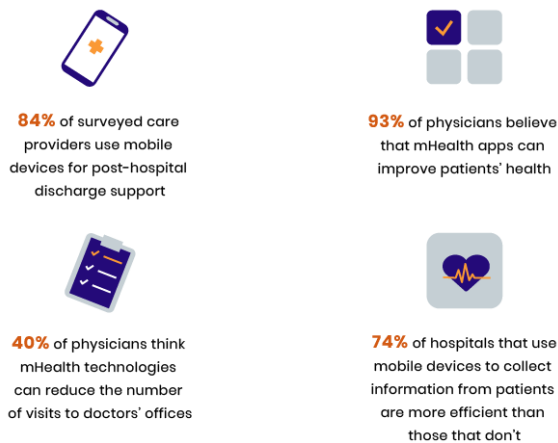 84% of surveyed care
providers use mobile
devices for post-hospital
discharge support
93% of physicians believe
that mHealth apps can
improve patients' health
40% of physicians think
mHealth technologies
can reduce the number
of visits to doctors' offices
74% of hospitals that use
mobile devices to collect
information from patients
are more efficient than
those that don't